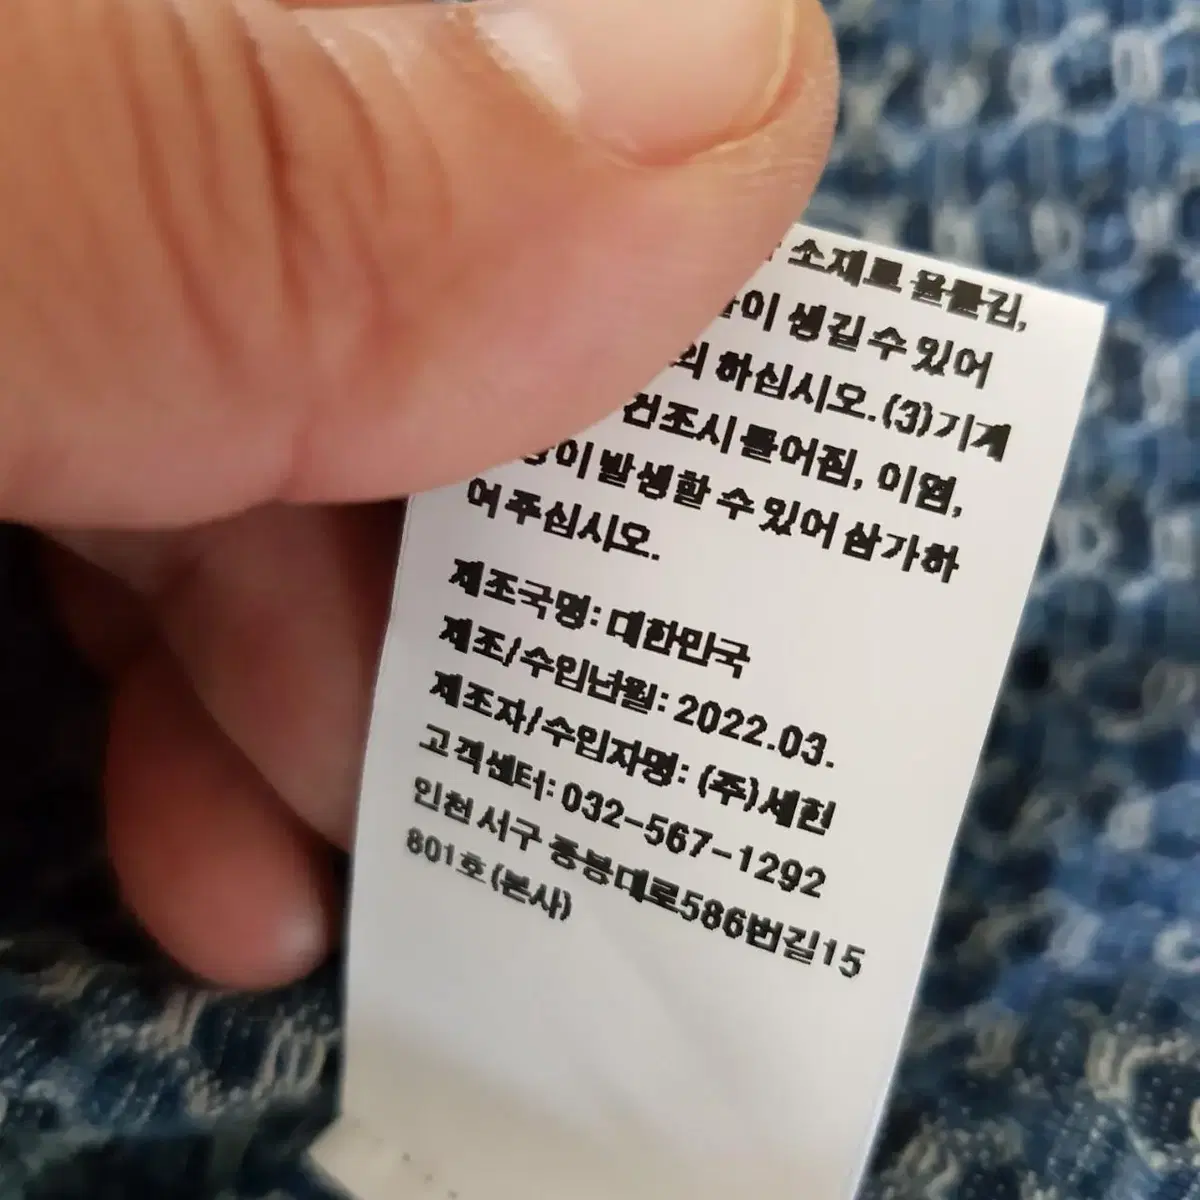 소재로 올뜯김,
이 생길 수 있어
하십시오.(3)기계
건조시 틀어짐, 이염,
이 발생할 수 있어 삼가하
여 주십시오.
제조국명: 대한민국
제조/수입년월: 2022.03.
제조자/수입자명: (주)세힌
고객센터: 032-567-1292
인천 서구 중봉대로586번길15
801호(본사)